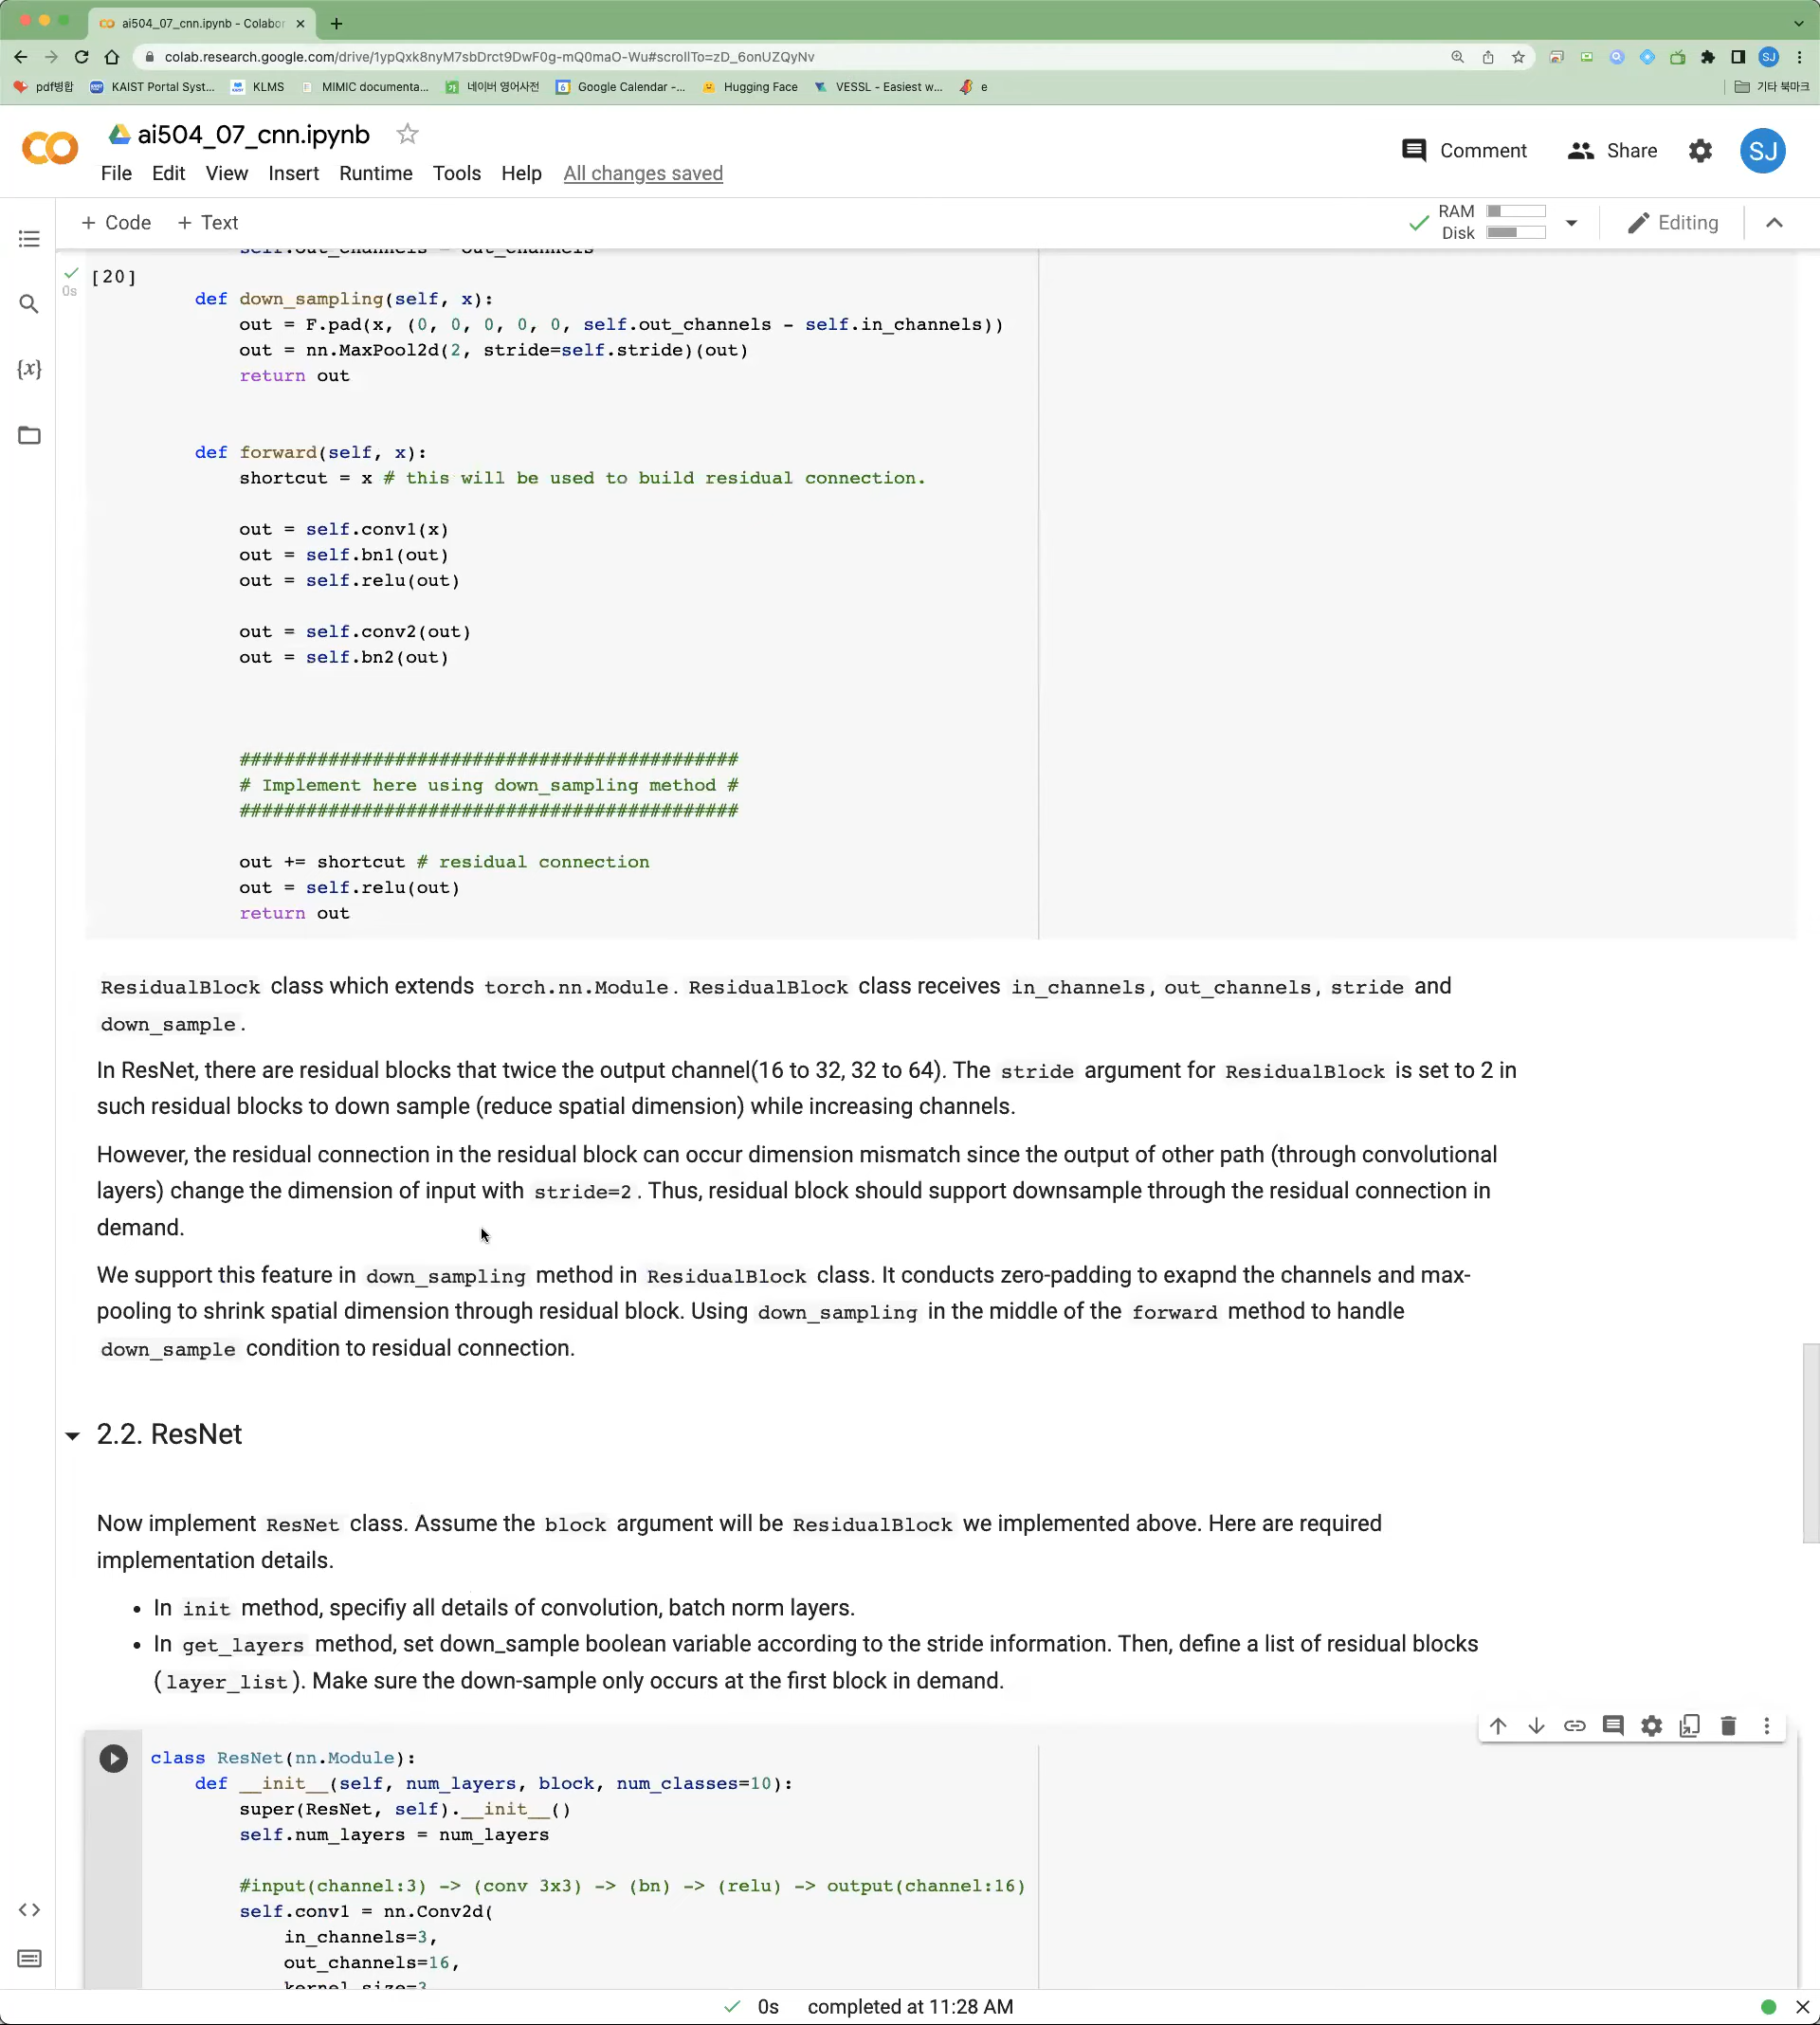 ai504_07_cnn.ipynb - Colabor
colab.research.google.com/drive/1ypQxk8nyM7sbDrct9DwF0g-mQ0maO-Wu#scrollTo=zD_6onUZQyNv
SJ
pdf병합 KAIST Portal Syst... KLMS MIMIC documenta... 네이버 영어사전 Google Calendar -... Hugging Face VESSL - Easiest w... e 기타 북마크
ai504_07_cnn.ipynb
Comment Share SJ
File Edit View Insert Runtime Tools Help All changes saved
+ Code + Text
RAM
Disk
Editing
self.out_channels = out_channels
[20]
0s
def down_sampling(self, x):
out = F.pad(x, (0, 0, 0, 0, 0, self.out_channels - self.in_channels))
out = nn.MaxPool2d(2, stride=self.stride)(out)
return out
def forward(self, x):
shortcut = x # this will be used to build residual connection.
out = self.conv1(x)
out = self.bn1(out)
out = self.relu(out)
out = self.conv2(out)
out = self.bn2(out)
#############################################
# Implement here using down_sampling method #
#############################################
out += shortcut # residual connection
out = self.relu(out)
return out
ResidualBlock class which extends torch.nn.Module. ResidualBlock class receives in_channels, out_channels, stride and
down_sample.
In ResNet, there are residual blocks that twice the output channel(16 to 32, 32 to 64). The stride argument for ResidualBlock is set to 2 in
such residual blocks to down sample (reduce spatial dimension) while increasing channels.
However, the residual connection in the residual block can occur dimension mismatch since the output of other path (through convolutional
layers) change the dimension of input with stride=2. Thus, residual block should support downsample through the residual connection in
demand.
We support this feature in down_sampling method in ResidualBlock class. It conducts zero-padding to exapnd the channels and max-
pooling to shrink spatial dimension through residual block. Using down_sampling in the middle of the forward method to handle
down_sample condition to residual connection.
2.2. ResNet
Now implement ResNet class. Assume the block argument will be ResidualBlock we implemented above. Here are required
implementation details.
• In init method, specifiy all details of convolution, batch norm layers.
• In get_layers method, set down_sample boolean variable according to the stride information. Then, define a list of residual blocks
(layer_list). Make sure the down-sample only occurs at the first block in demand.
class ResNet(nn.Module):
def __init__(self, num_layers, block, num_classes=10):
super(ResNet, self).__init__()
self.num_layers = num_layers
#input(channel:3) -> (conv 3x3) -> (bn) -> (relu) -> output(channel:16)
self.conv1 = nn.Conv2d(
in_channels=3,
out_channels=16,
kernel_size=3
0s completed at 11:28 AM